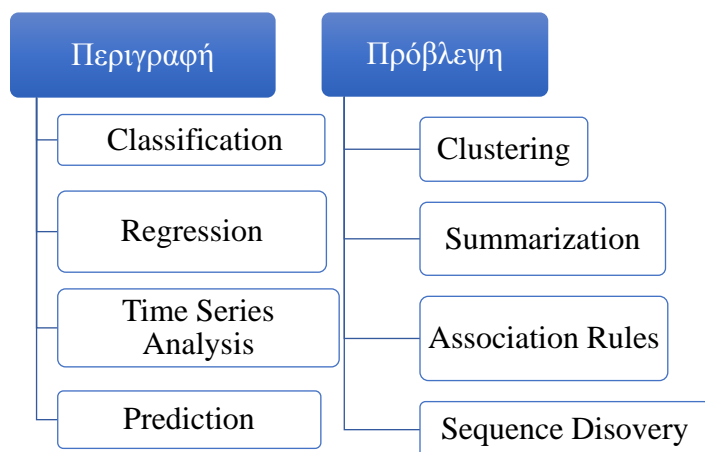 Περιγραφή
Classification
Regression
Time Series
Analysis
Prediction
Πρόβλεψη
Clustering
Summarization
Association Rules
Sequence Disovery